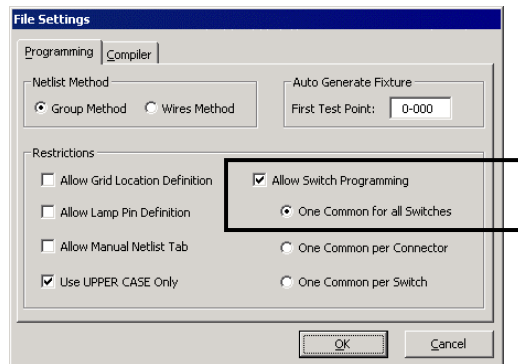 File Settings
Programming Compiler
Netlist Method
Group Method Wires Method
Auto Generate Fixture
First Test Point: 0-000
Restrictions
Allow Grid Location Definition
Allow Lamp Pin Definition
Allow Manual Netlist Tab
Use UPPER CASE Only
Allow Switch Programming
One Common for all Switches
One Common per Connector
One Common per Switch
OK Cancel